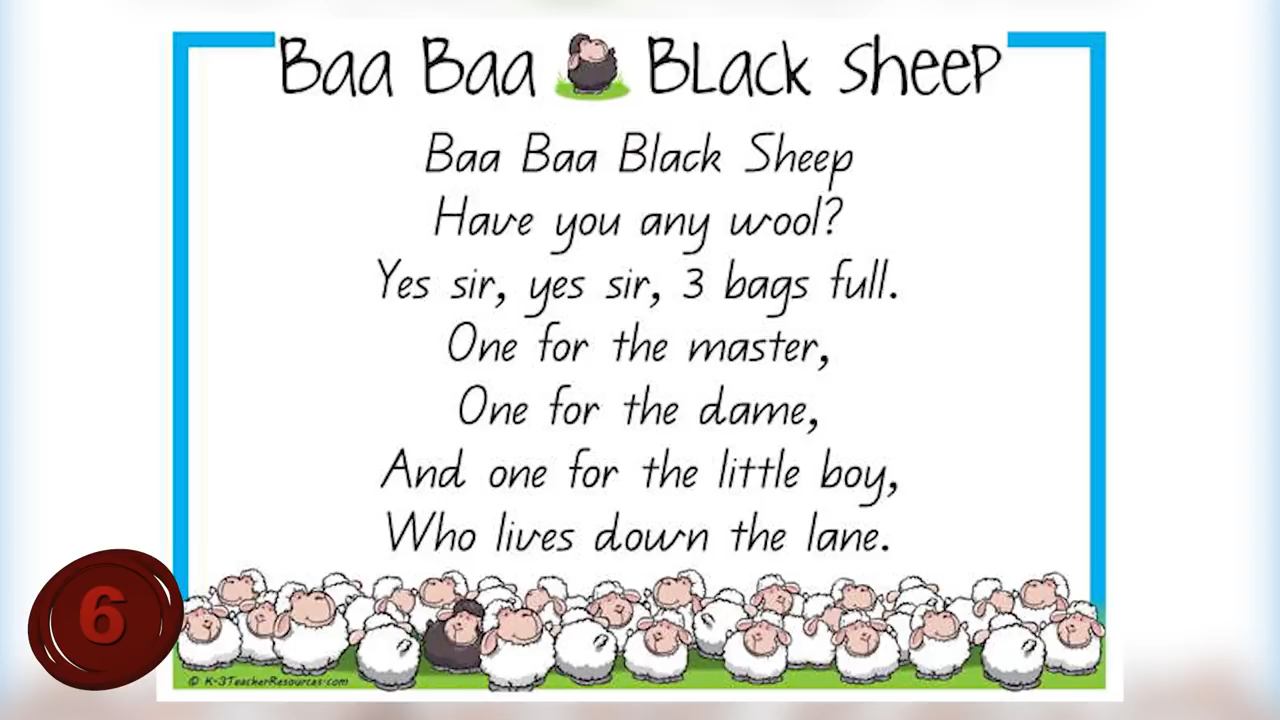 Baa Baa Black Sheep
Baa Baa Black Sheep
Have you any wool?
Yes sir, yes sir, 3 bags full.
One for the master,
One for the dame,
And one for the little boy,
Who lives down the lane.
6
© K-3TeacherResources.com